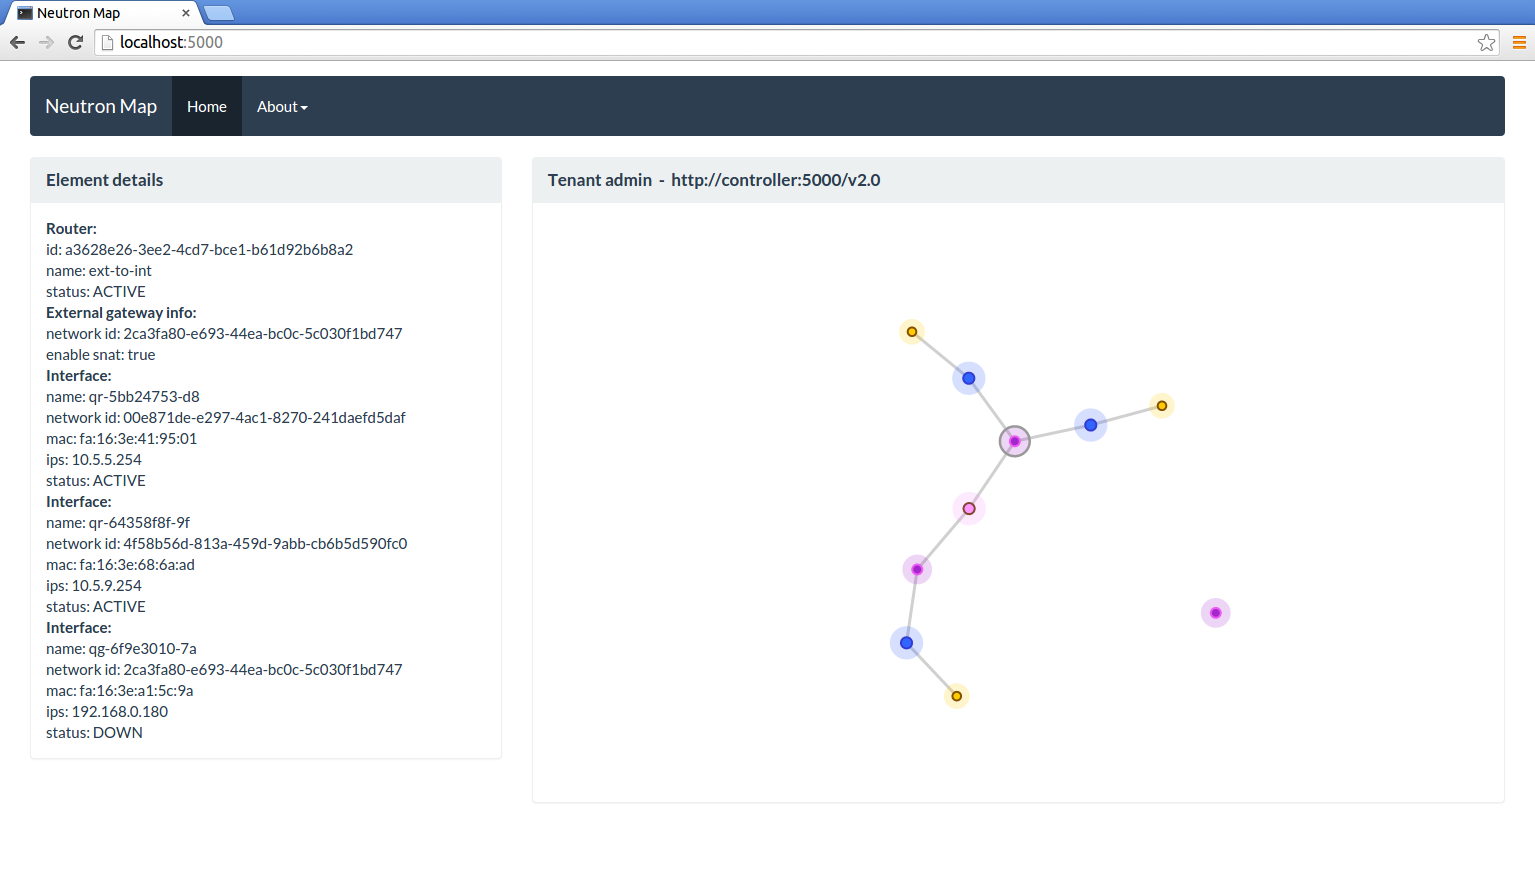 Neutron Map
localhost:5000
Neutron Map Home About
Element details
Router:
id: a3628e26-3ee2-4cd7-bce1-b61d92b6b8a2
name: ext-to-int
status: ACTIVE
External gateway info:
network id: 2ca3fa80-e693-44ea-bc0c-5c030f1bd747
enable snat: true
Interface:
name: qr-5bb24753-d8
network id: 00e871de-e297-4ac1-8270-241daefd5daf
mac: fa:16:3e:41:95:01
ips: 10.5.5.254
status: ACTIVE
Interface:
name: qr-64358f8f-9f
network id: 4f58b56d-813a-459d-9abb-cb6b5d590fc0
mac: fa:16:3e:68:6a:ad
ips: 10.5.9.254
status: ACTIVE
Interface:
name: qg-6f9e3010-7a
network id: 2ca3fa80-e693-44ea-bc0c-5c030f1bd747
mac: fa:16:3e:a1:5c:9a
ips: 192.168.0.180
status: DOWN
Tenant admin - http://controller:5000/v2.0